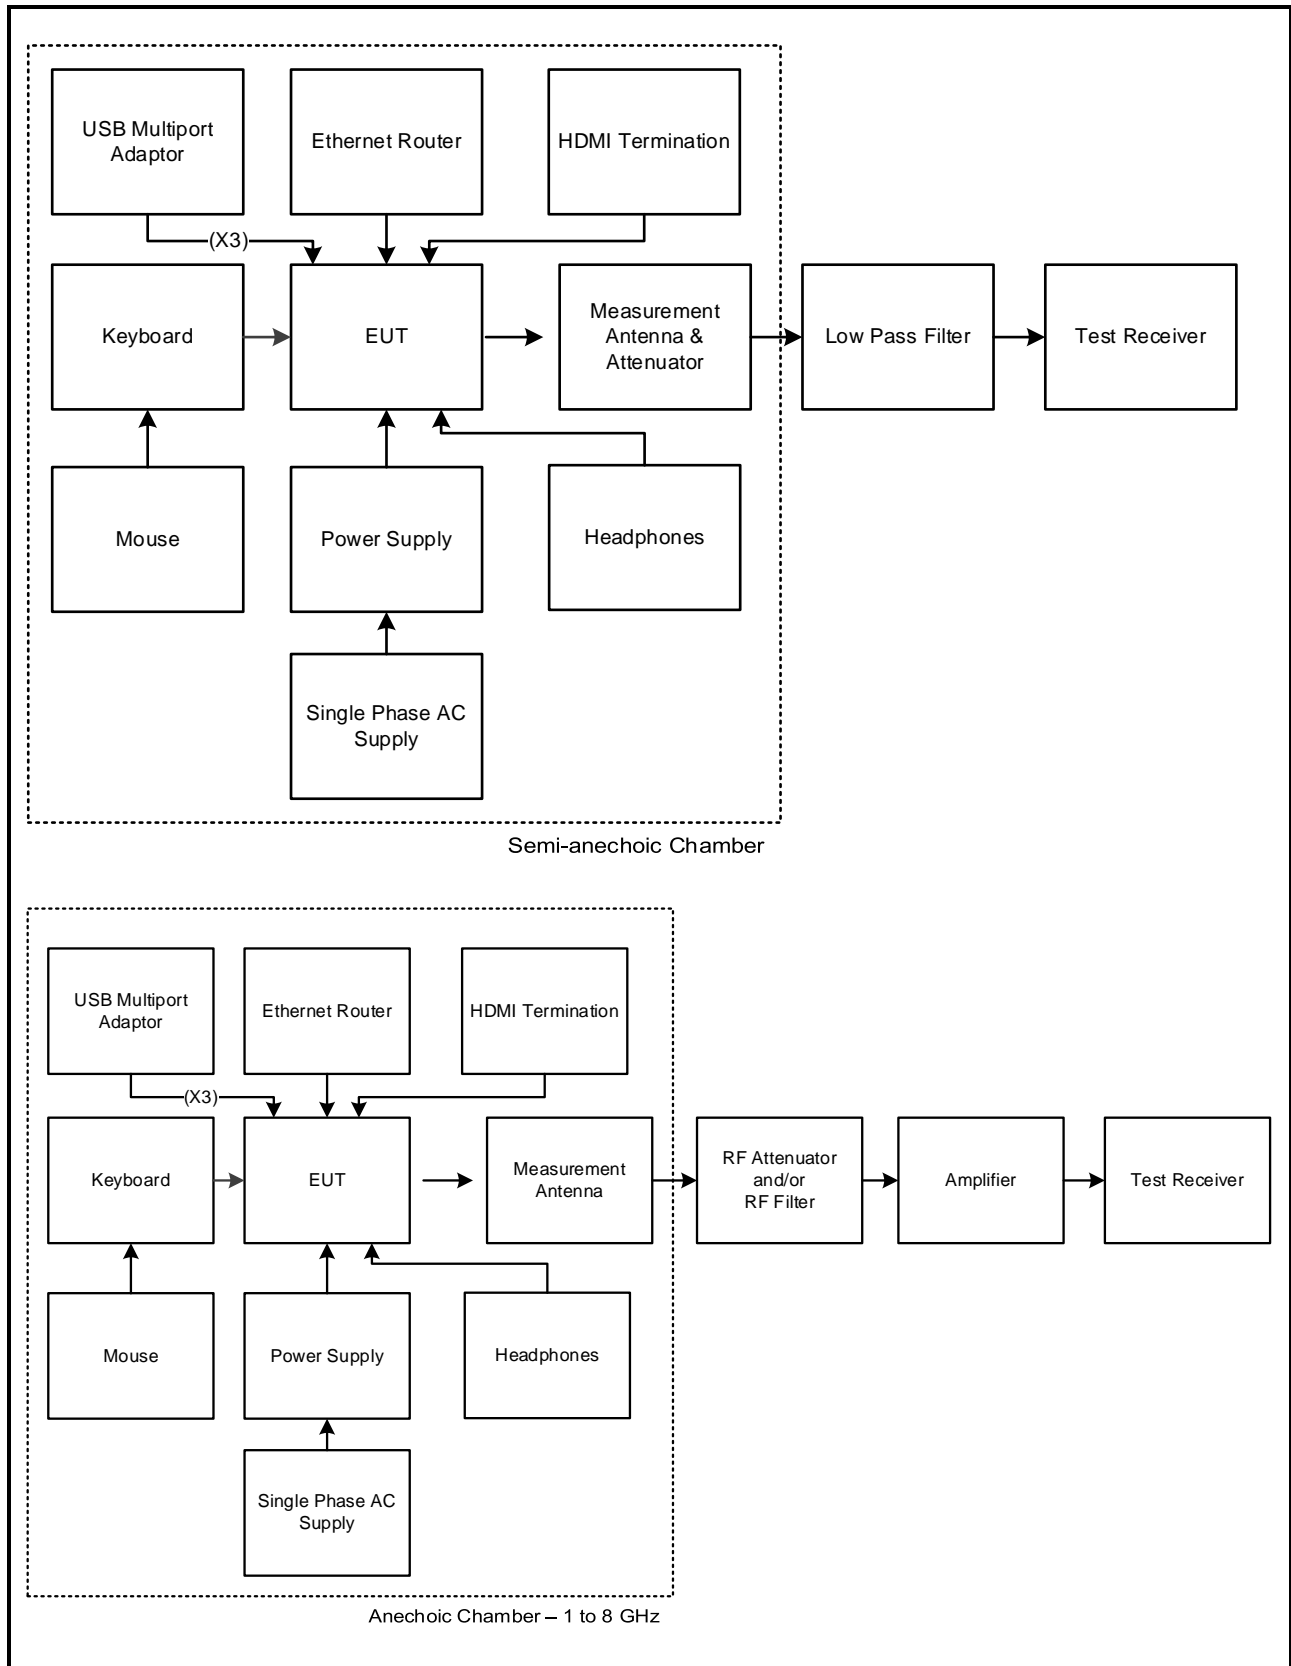 USB Multiport
Adaptor
Ethernet Router
HDMI Termination
(X3)
Keyboard
EUT
Measurement
Antenna &
Attenuator
Low Pass Filter
Test Receiver
Mouse
Power Supply
Headphones
Single Phase AC
Supply
Semi-anechoic Chamber
USB Multiport
Adaptor
Ethernet Router
HDMI Termination
(X3)
Keyboard
EUT
Measurement
Antenna
RF Attenuator
and/or
RF Filter
Amplifier
Test Receiver
Mouse
Power Supply
Headphones
Single Phase AC
Supply
Anechoic Chamber – 1 to 8 GHz